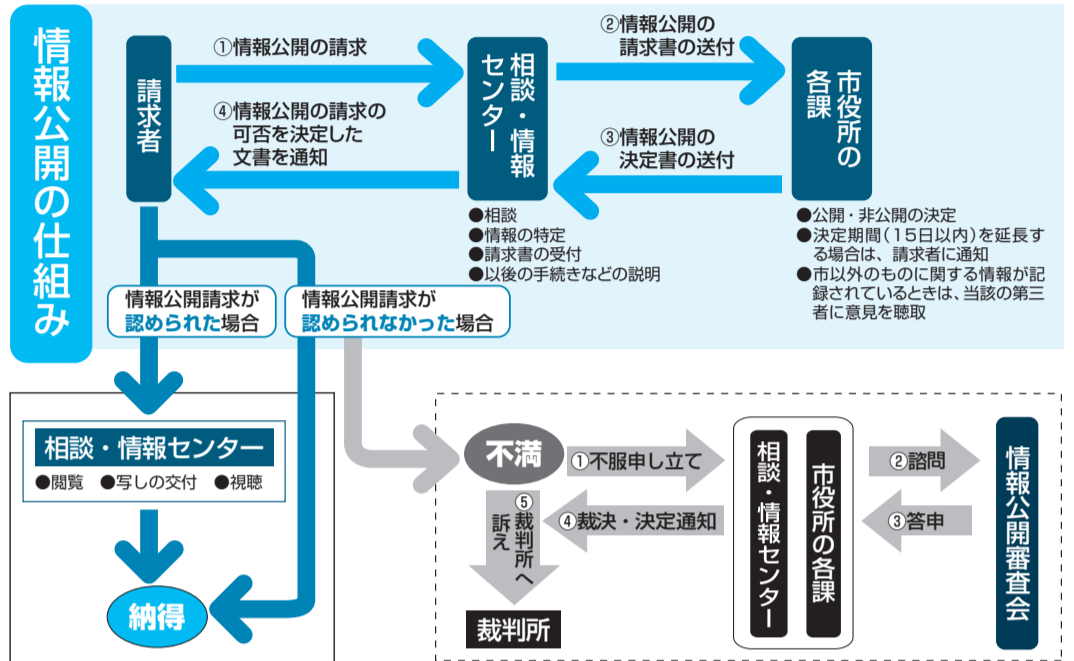 情報公開の仕組み
請求者
①情報公開の請求
④情報公開の請求の
可否を決定した
文書を通知
相談・情報
センター
●相談
●情報の特定
●請求書の受付
●以後の手続きなどの説明
②情報公開の
請求書の送付
③情報公開の
決定書の送付
市役所の
各課
●公開・非公開の決定
●決定期間（15日以内）を延長す
る場合は、請求者に通知
●市以外のものに関する情報が記
録されているときは、当該の第三
者に意見を聴取
情報公開請求が
認められた場合
情報公開請求が
認められなかった場合
相談・情報センター
●閲覧 ●写しの交付 ●視聴
納得
不満
①不服申し立て
④裁決・決定通知
⑤裁判所へ
訴え
裁判所
相談・情報センター
市役所の各課
②諮問
③答申
情報公開審査会